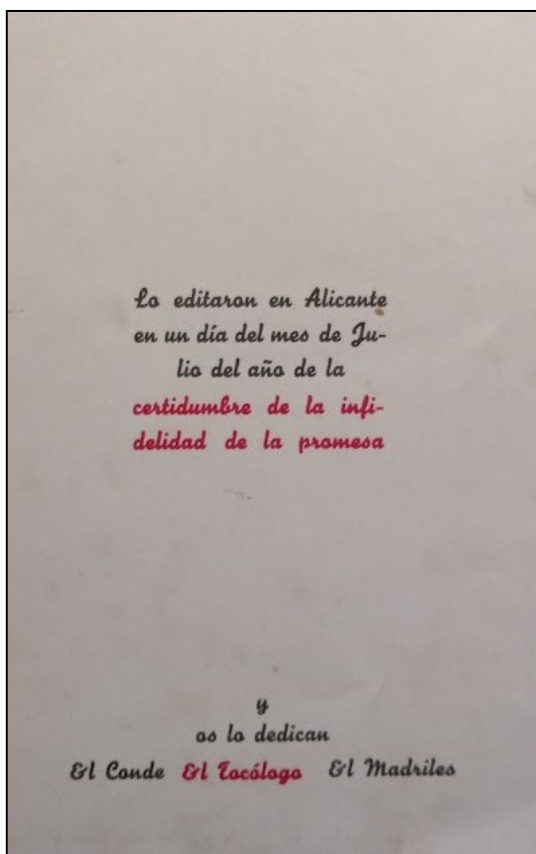 Lo editaron en Alicante
en un día del mes de Ju-
lio del año de la
certidumbre de la infi-
delidad de la promesa
y
os lo dedican
El Conde El Tocólogo El Madriles